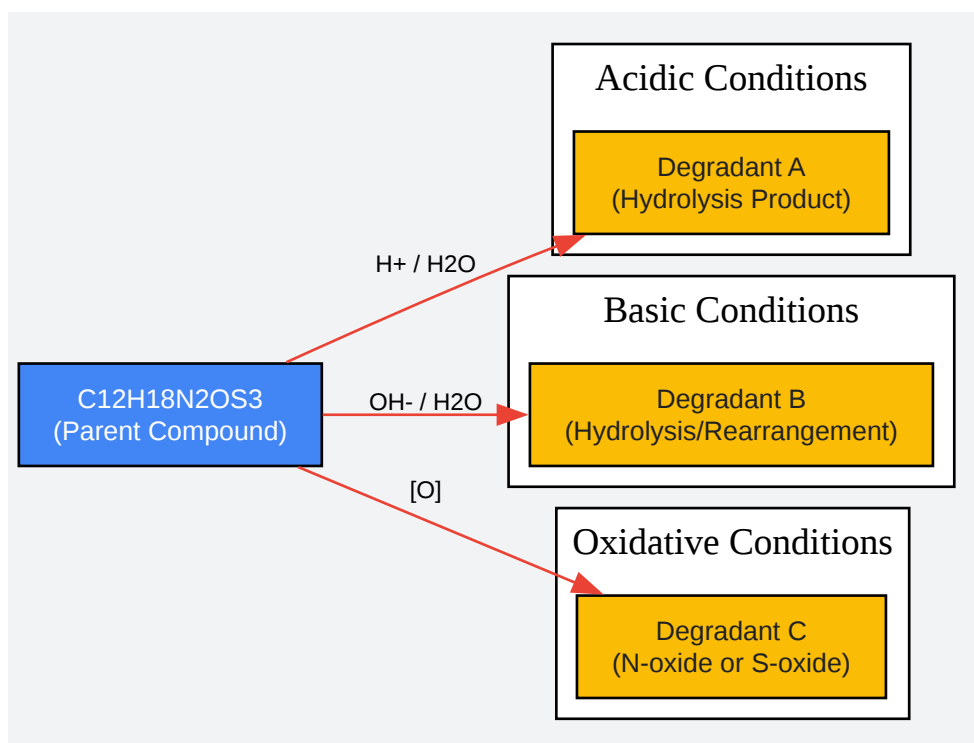 Acidic Conditions
Degradant A
(Hydrolysis Product)
H+ / H2O
Basic Conditions
C12H18N2OS3
(Parent Compound)
OH- / H2O
Degradant B
(Hydrolysis/Rearrangement)
[O]
Oxidative Conditions
Degradant C
(N-oxide or S-oxide)